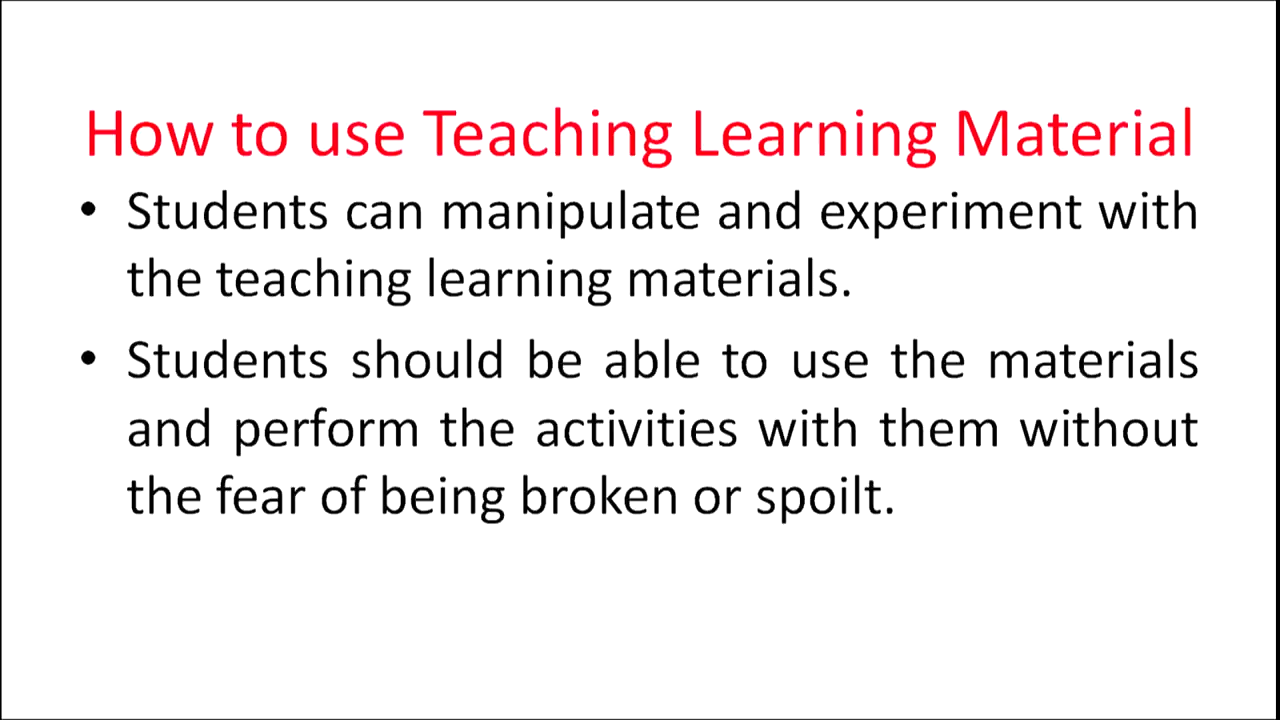 How to use Teaching Learning Material
• Students can manipulate and experiment with
the teaching learning materials.
• Students should be able to use the materials
and perform the activities with them without
the fear of being broken or spoilt.